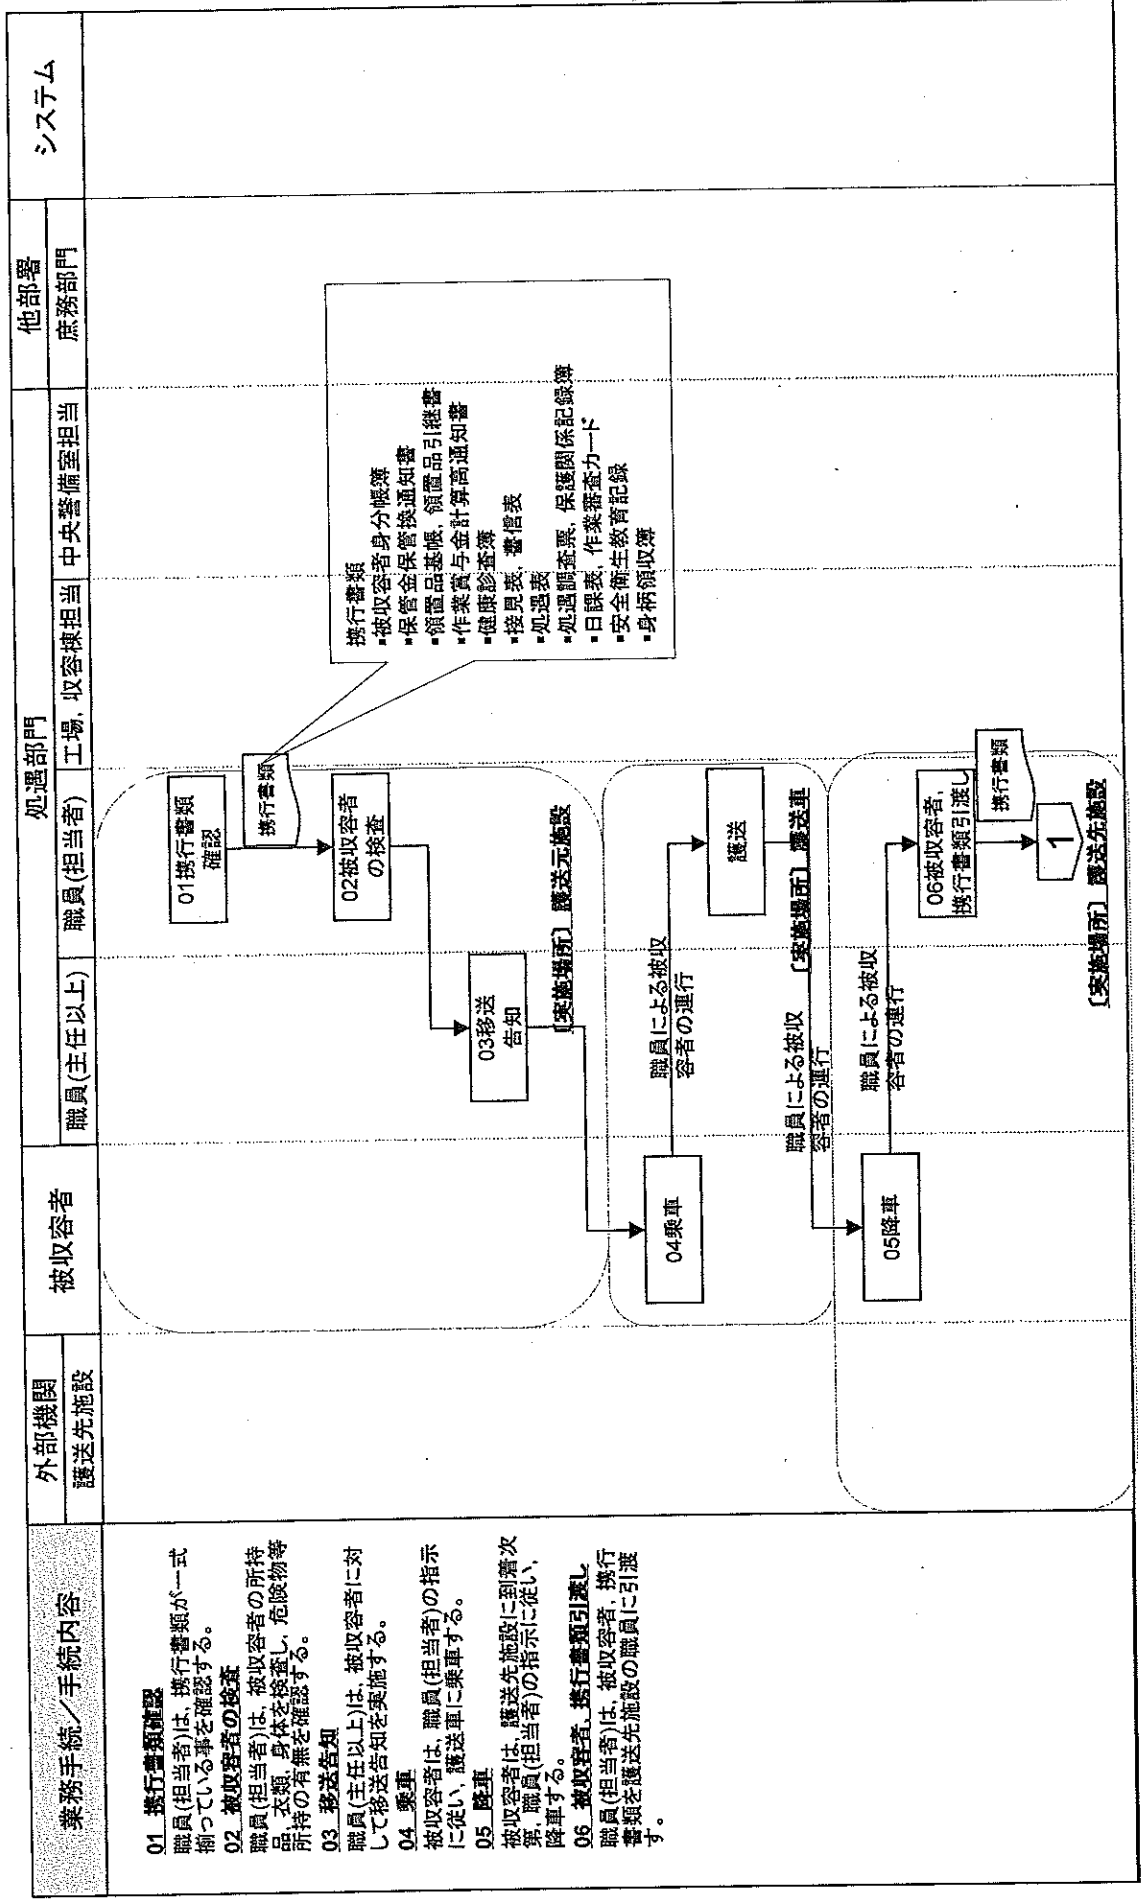 業務手続／手続内容
外部機関
護送先施設
被収容者
処遇部門
職員(主任以上)
職員(担当者)
工場，収容棟担当
中央警備室担当
他部署
庶務部門
システム
01 携行書類確認
職員(担当者)は，携行書類が一式
揃っている事を確認する。
02 被収容者の検査
職員(担当者)は，被収容者の所持
品，衣類，身体を検査し，危険物等
所持の有無を確認する。
03 移送告知
職員(主任以上)は，被収容者に対
して移送告知を実施する。
04 乗車
被収容者は，職員(担当者)の指示
に従い，護送車に乗車する。
05 降車
被収容者は，護送先施設に到着次
第，職員(担当者)の指示に従い，
降車する。
06 被収容者，携行書類引渡し
職員(担当者)は，被収容者，携行
書類を護送先施設の職員に引渡
す。
01携行書類
確認
携行書類
02被収容者
の検査
03移送
告知
〔実施場所〕 護送元施設
携行書類
▪被収容者身分帳簿
▪保管金保管換通知書
▪領置品基帳，領置品引継書
▪作業賞与金計算高通知書
▪健康診査簿
▪接見表，書信表
▪処遇表
▪処遇調査票，保護関係記録簿
▪日課表，作業審査カード
▪安全衛生教育記録
▪身柄領収簿
04乗車
職員による被収
容者の連行
護送
〔実施場所〕 護送車
職員による被収
容者の連行
05降車
職員による被収
容者の連行
06被収容者，
携行書類引渡し
携行書類
1
〔実施場所〕 護送先施設